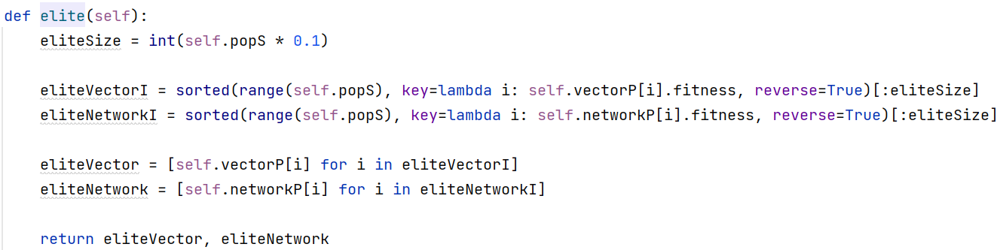 def elite(self):
    eliteSize = int(self.popS * 0.1)

    eliteVectorI = sorted(range(self.popS), key=lambda i: self.vectorP[i].fitness, reverse=True)[:eliteSize]
    eliteNetworkI = sorted(range(self.popS), key=lambda i: self.networkP[i].fitness, reverse=True)[:eliteSize]

    eliteVector = [self.vectorP[i] for i in eliteVectorI]
    eliteNetwork = [self.networkP[i] for i in eliteNetworkI]

    return eliteVector, eliteNetwork